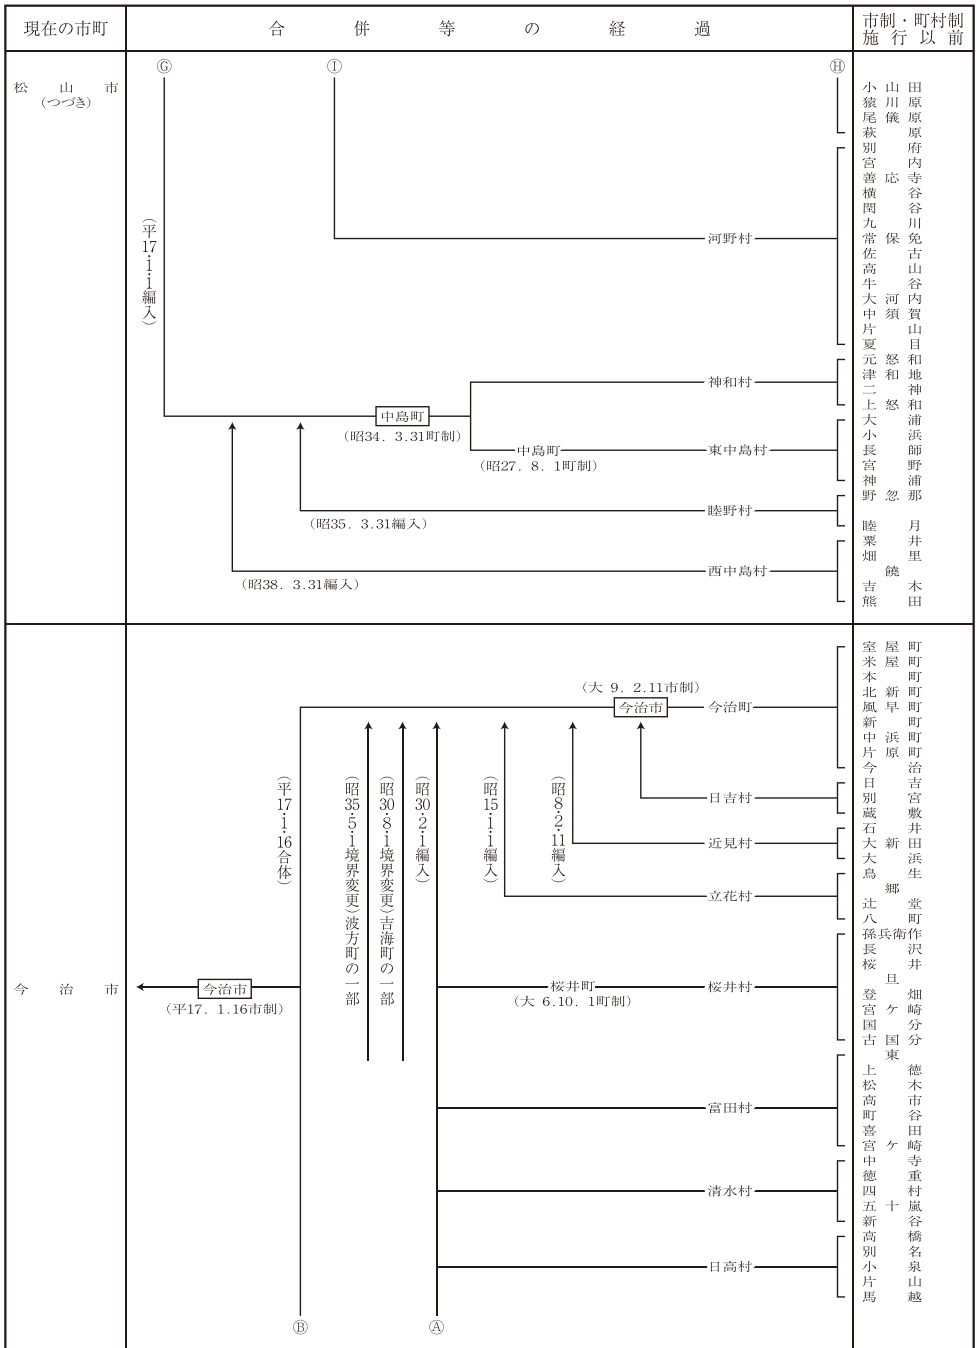 現在の市町
合併等の経過
市制・町村制
施行以前
松山市
(つづき)
Ⓖ
Ⓘ
Ⓗ
小山田
猿川原
尾儀原
萩原
別府
宮内
善応寺
横谷
閏谷
九川
常保免
佐古
高山
牛谷
大河内
中須賀
片山
夏目
河野村
(平17・1・1編入)
元怒和
津和地
二神
上怒和
神和村
中島町
(昭34. 3.31町制)
中島町
(昭27. 8. 1町制)
東中島村
大浦
小浜
長師
宮野
神浦
野忽那
睦月
睦野村
(昭35. 3.31編入)
粟井
畑里
饒
吉木
熊田
西中島村
(昭38. 3.31編入)
室屋町
米屋町
本町
北新町
風早町
新町
中浜町
片原町
今治
(大 9. 2.11市制)
今治市
今治町
日吉
別宮
蔵敷
日吉村
石井
大新田
大浜
近見村
鳥生
郷
辻堂
八町
立花村
(平17・1・16合体)
(昭35・5・1境界変更)波方町の一部
(昭30・8・1境界変更)吉海町の一部
(昭30・2・1編入)
(昭15・1・1編入)
(昭8・2・11編入)
孫兵衛作
長沢
桜井
旦
登畑
宮ケ崎
国分
古国分
桜井町
桜井村
(大 6.10. 1町制)
今治市
今治市
(平17. 1.16市制)
東
上徳
松木
高市
町谷
喜田
宮ケ崎
富田村
中寺
徳重
四村
五十嵐
新谷
清水村
高橋
別名
小泉
片山
馬越
日高村
Ⓑ
Ⓐ